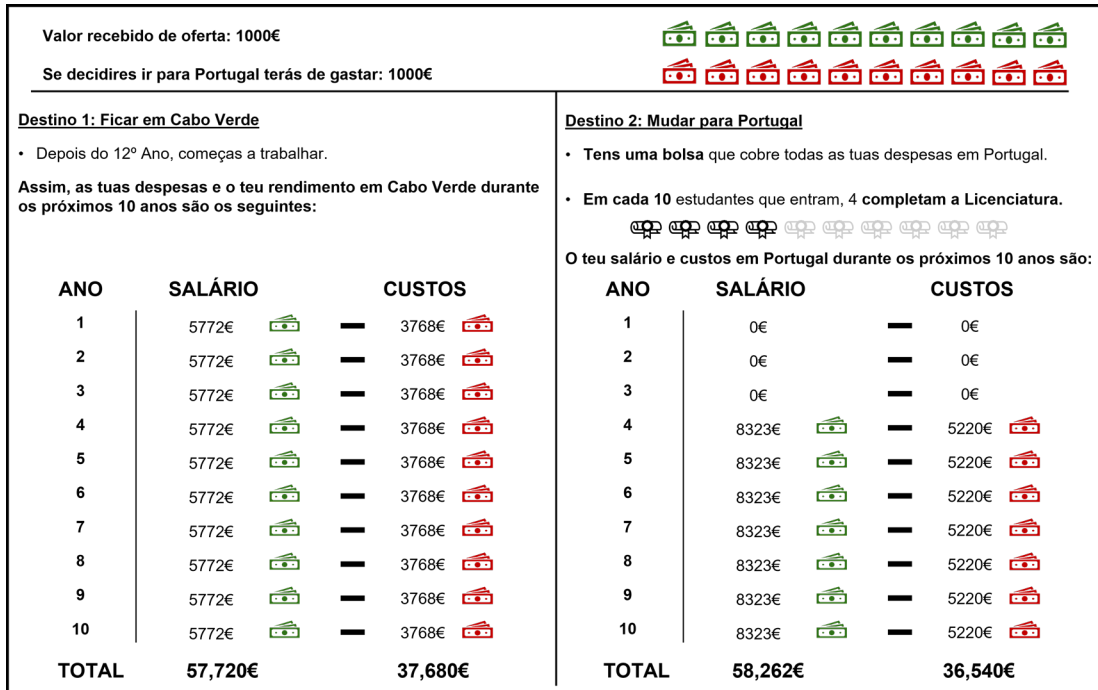 Valor recebido de oferta: 1000€
Se decidires ir para Portugal terás de gastar: 1000€
Destino 1: Ficar em Cabo Verde
• Depois do 12º Ano, começas a trabalhar.
Assim, as tuas despesas e o teu rendimento em Cabo Verde durante
os próximos 10 anos são os seguintes:
ANO SALÁRIO CUSTOS
1 5772€ 3768€
2 5772€ 3768€
3 5772€ 3768€
4 5772€ 3768€
5 5772€ 3768€
6 5772€ 3768€
7 5772€ 3768€
8 5772€ 3768€
9 5772€ 3768€
10 5772€ 3768€
TOTAL 57,720€ 37,680€
Destino 2: Mudar para Portugal
• Tens uma bolsa que cobre todas as tuas despesas em Portugal.
• Em cada 10 estudantes que entram, 4 completam a Licenciatura.
O teu salário e custos em Portugal durante os próximos 10 anos são:
ANO SALÁRIO CUSTOS
1 0€ 0€
2 0€ 0€
3 0€ 0€
4 8323€ 5220€
5 8323€ 5220€
6 8323€ 5220€
7 8323€ 5220€
8 8323€ 5220€
9 8323€ 5220€
10 8323€ 5220€
TOTAL 58,262€ 36,540€